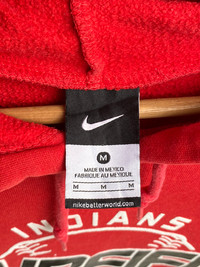 M
MADE IN MEXICO
FABRIQUÉ AU MEXIQUE
M M M
nikebetterworld.com
INDIANS